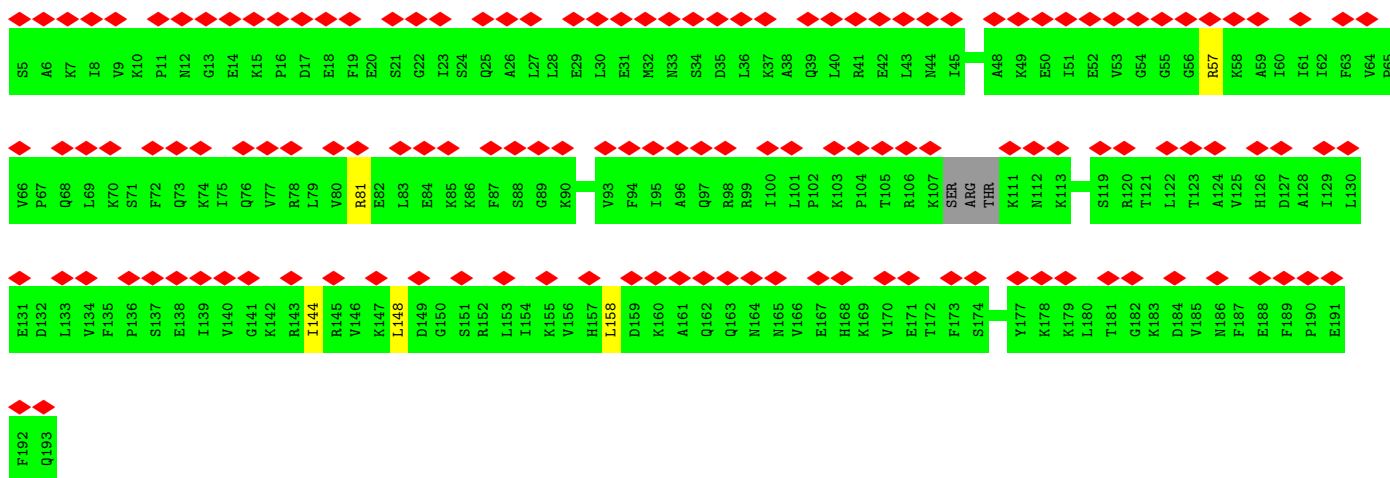 S5 A6 K7 I8 V9 K10 P11 N12 G13 E14 K15 P16 D17 E18 F19 E20 S21 G22 I23 S24 Q25 A26 L27 L28 E29 L30 E31 M32 N33 S34 D35 L36 K37 A38 Q39 L40 R41 E42 L43 N44 I45 A48 K49 E50 I51 E52 V53 G54 G55 G56 R57 K58 A59 I60 I61 I62 F63 V64 P65
V66 P67 Q68 L69 K70 S71 F72 Q73 K74 I75 Q76 V77 R78 L79 V80 R81 E82 L83 E84 K85 K86 F87 S88 G89 K90 V93 F94 I95 A96 Q97 R98 R99 I100 L101 P102 K103 P104 T105 R106 K107 SER ARG THR K111 N112 K113 S119 R120 T121 L122 T123 A124 V125 H126 D127 A128 I129 L130
E131 D132 L133 V134 F135 P136 S137 E138 I139 V140 G141 K142 R143 I144 R145 V146 K147 L148 D149 G150 S151 R152 L153 I154 K155 V156 H157 L158 D159 K160 A161 Q162 Q163 N164 N165 V166 E167 H168 K169 V170 E171 T172 F173 S174 Y177 K178 K179 L180 T181 G182 K183 D184 V185 N186 F187 E188 F189 P190 E191
F192 Q193